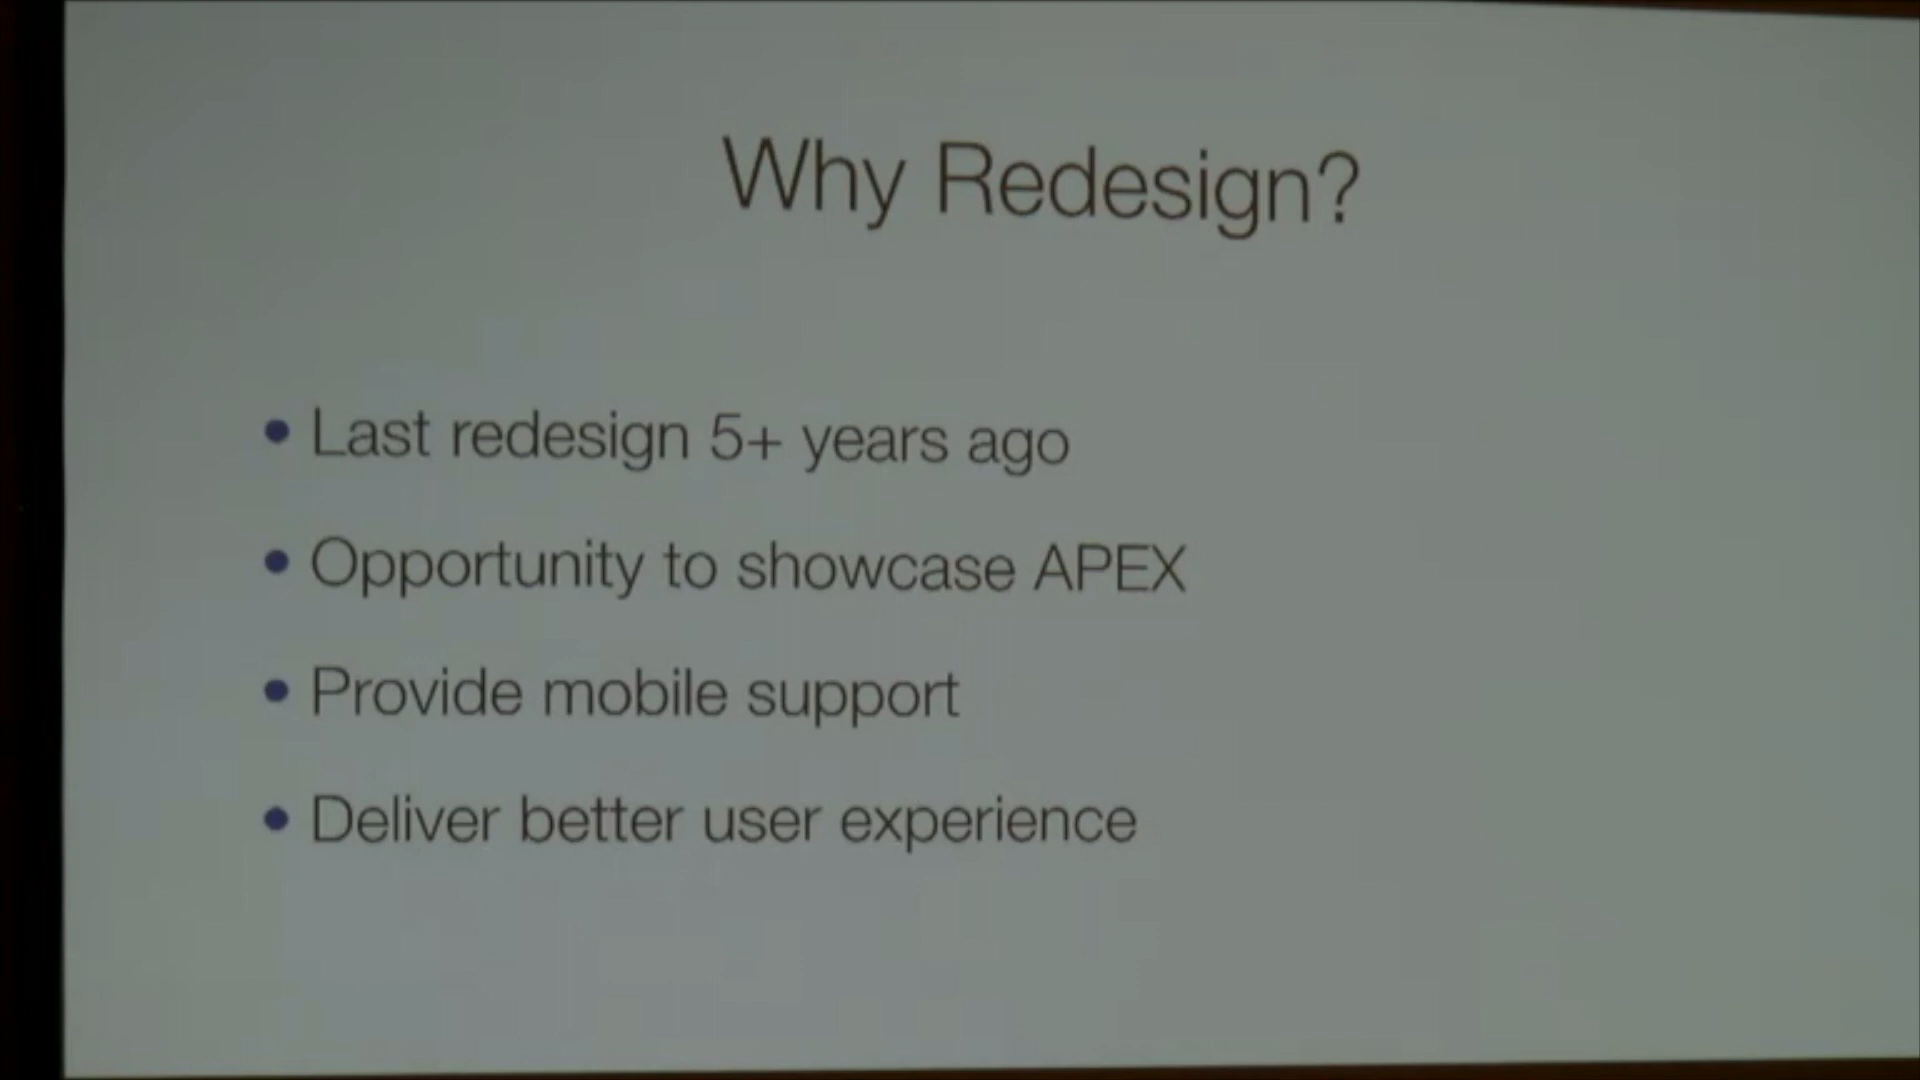 Why Redesign?
• Last redesign 5+ years ago
• Opportunity to showcase APEX
• Provide mobile support
• Deliver better user experience